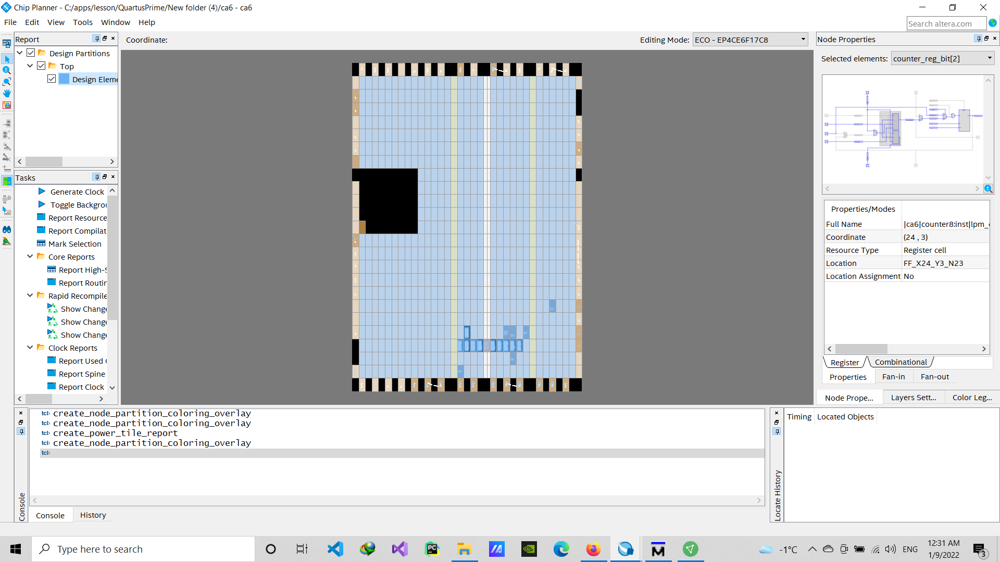 Chip Planner - C:/apps/lesson/QuartusPrime/New folder (4)/ca6 - ca6
File Edit View Tools Window Help
Search altera.com
Report
Design Partitions
Top
Design Eleme
Coordinate:
Editing Mode: ECO - EP4CE6F17C8
Tasks
Generate Clock
Toggle Backgrou
Report Resource
Report Compilat
Mark Selection
Core Reports
Report High-S
Report Routin
Rapid Recompile
Show Change
Show Change
Show Change
Clock Reports
Report Used C
Report Spine
Report Clock
Node Properties
Selected elements: counter_reg_bit[2]
Properties/Modes
Full Name |ca6|counter8:inst|lpm_c
Coordinate (24 , 3)
Resource Type Register cell
Location FF_X24_Y3_N23
Location Assignment No
Register Combinational
Properties Fan-in Fan-out
Node Prope... Layers Sett... Color Leg...
tcl> create_node_partition_coloring_overlay
tcl> create_node_partition_coloring_overlay
tcl> create_power_tile_report
tcl> create_node_partition_coloring_overlay
tcl>
Console
Console History
Locate History
Timing Located Objects
Type here to search
PC
-1°C
ENG
12:31 AM
1/9/2022
3